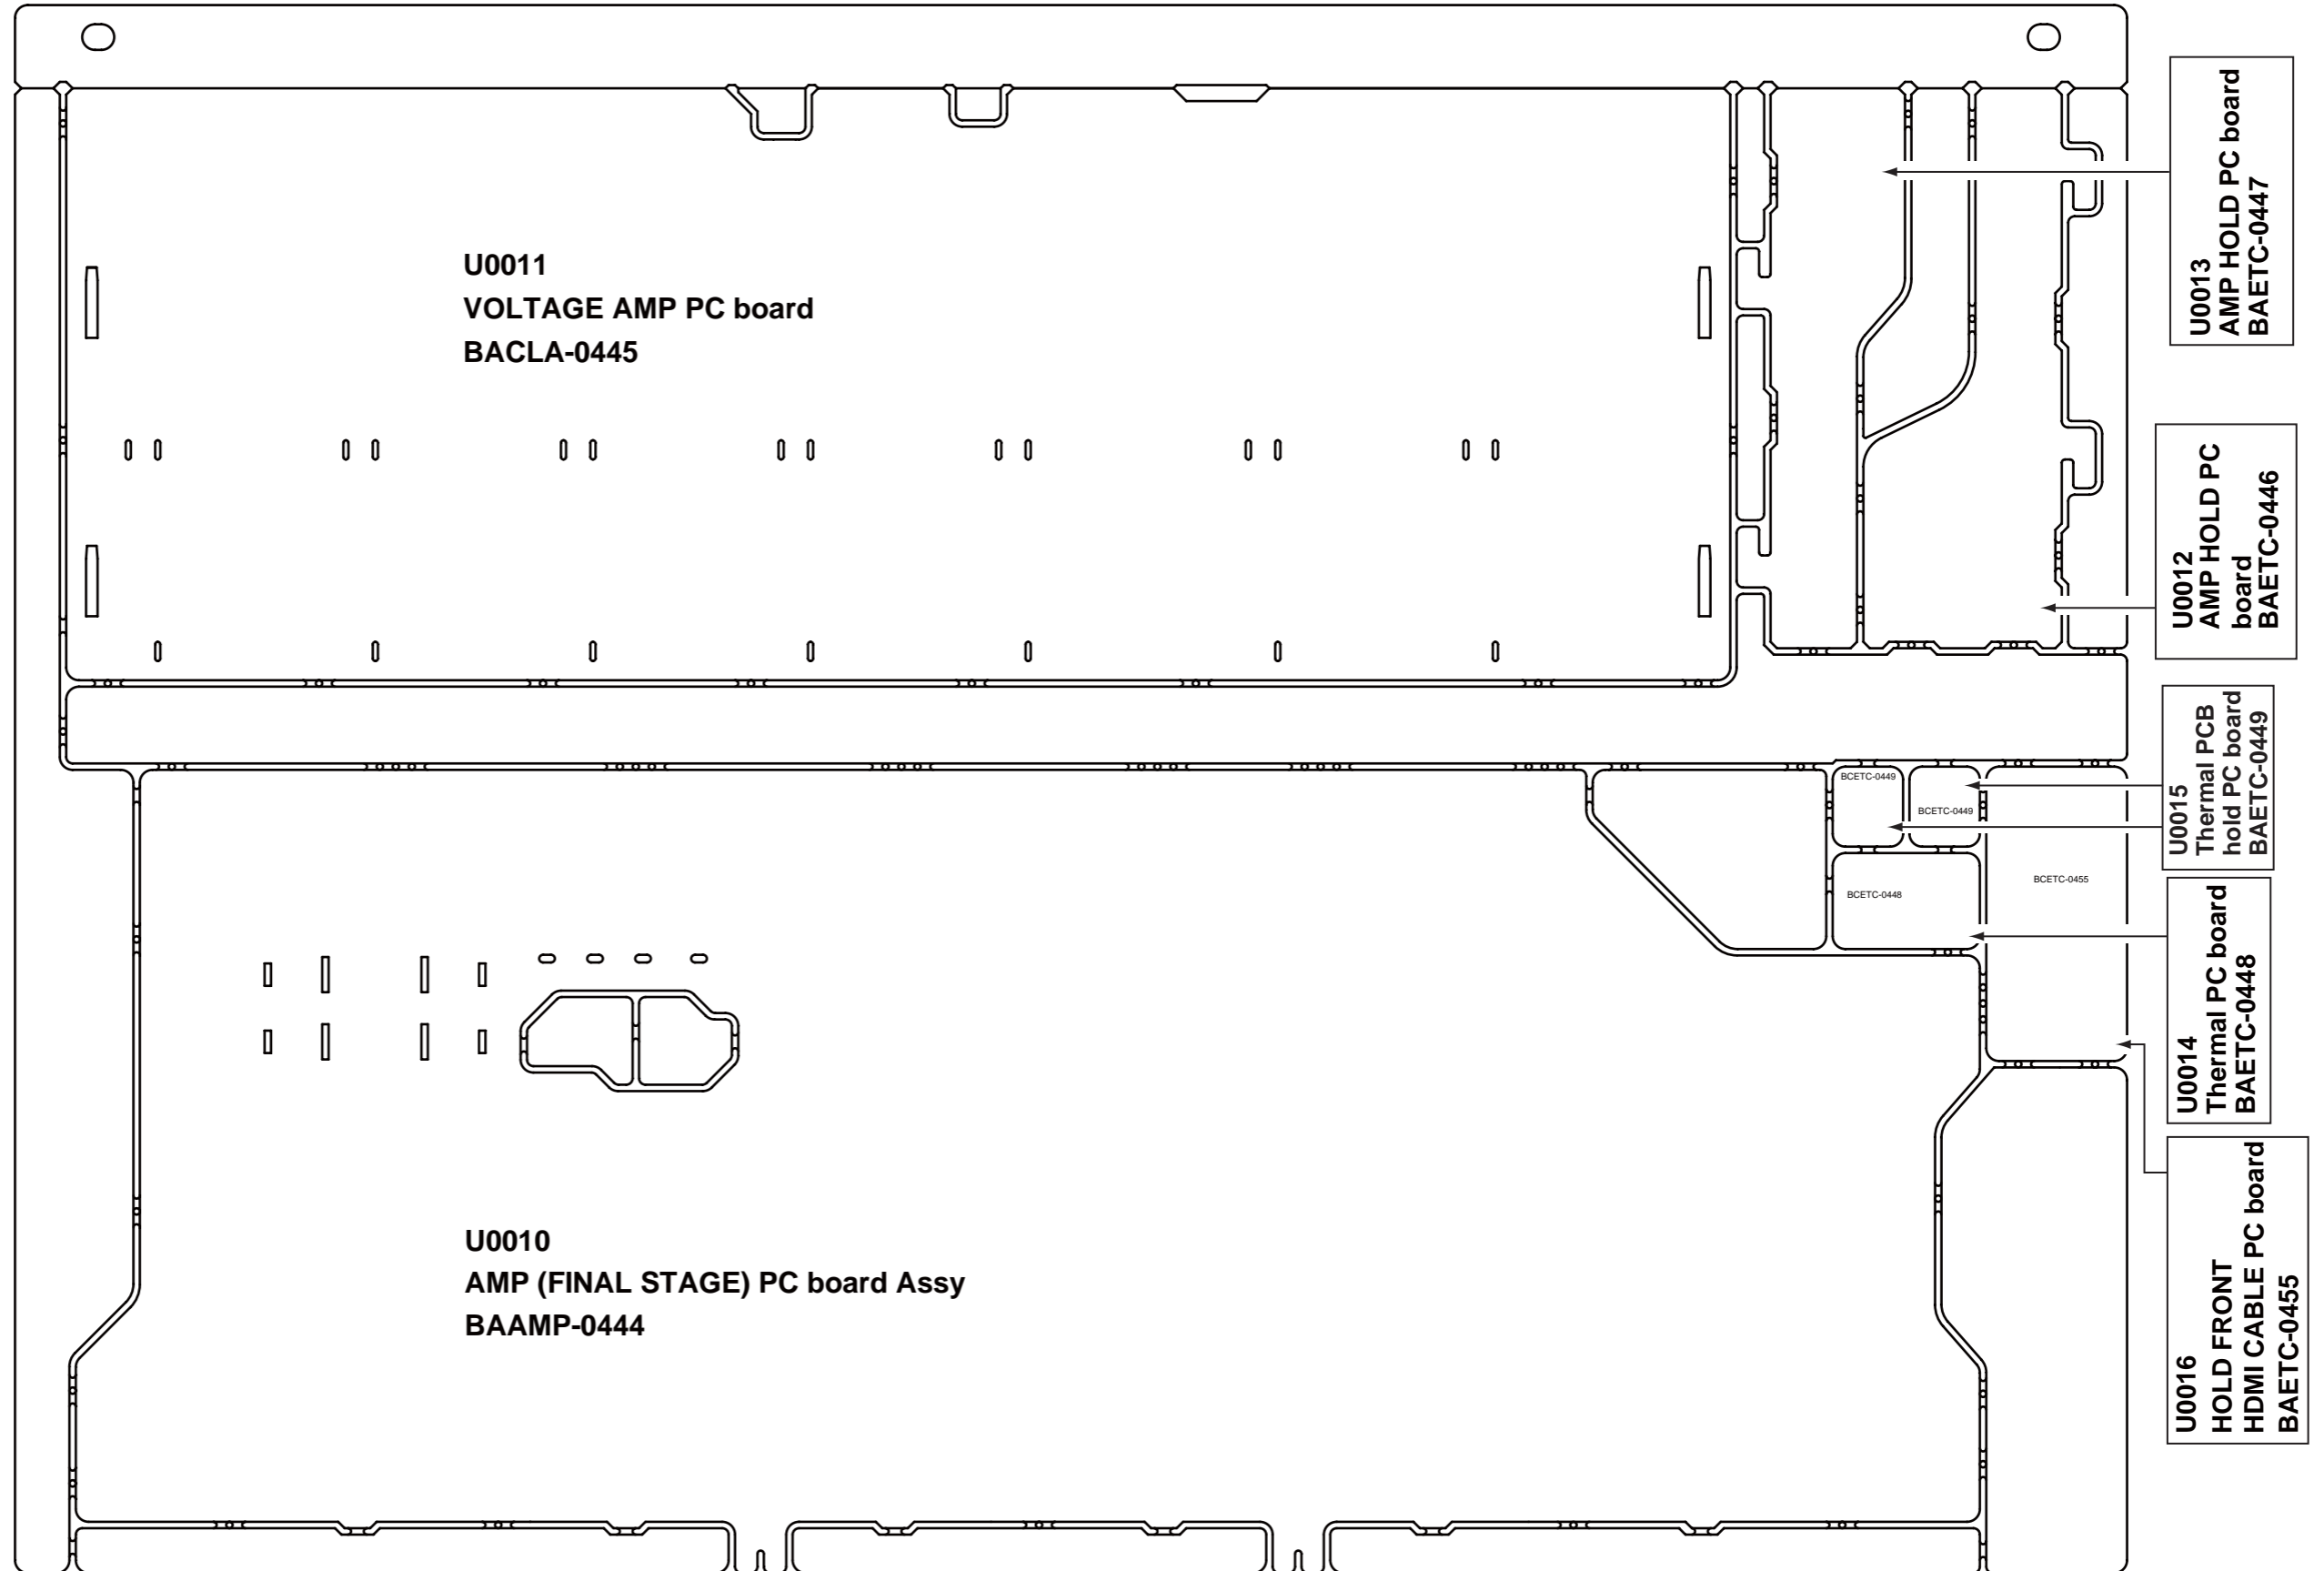 U0011
VOLTAGE AMP PC board
BACLA-0445
U0013
AMP HOLD PC board
BAETC-0447
U0012
AMP HOLD PC
board
BAETC-0446
U0015
Thermal PCB
hold PC board
BAETC-0449
BCETC-0449
BCETC-0449
BCETC-0448
BCETC-0455
U0014
Thermal PC board
BAETC-0448
U0010
AMP (FINAL STAGE) PC board Assy
BAAMP-0444
U0016
HOLD FRONT
HDMI CABLE PC board
BAETC-0455